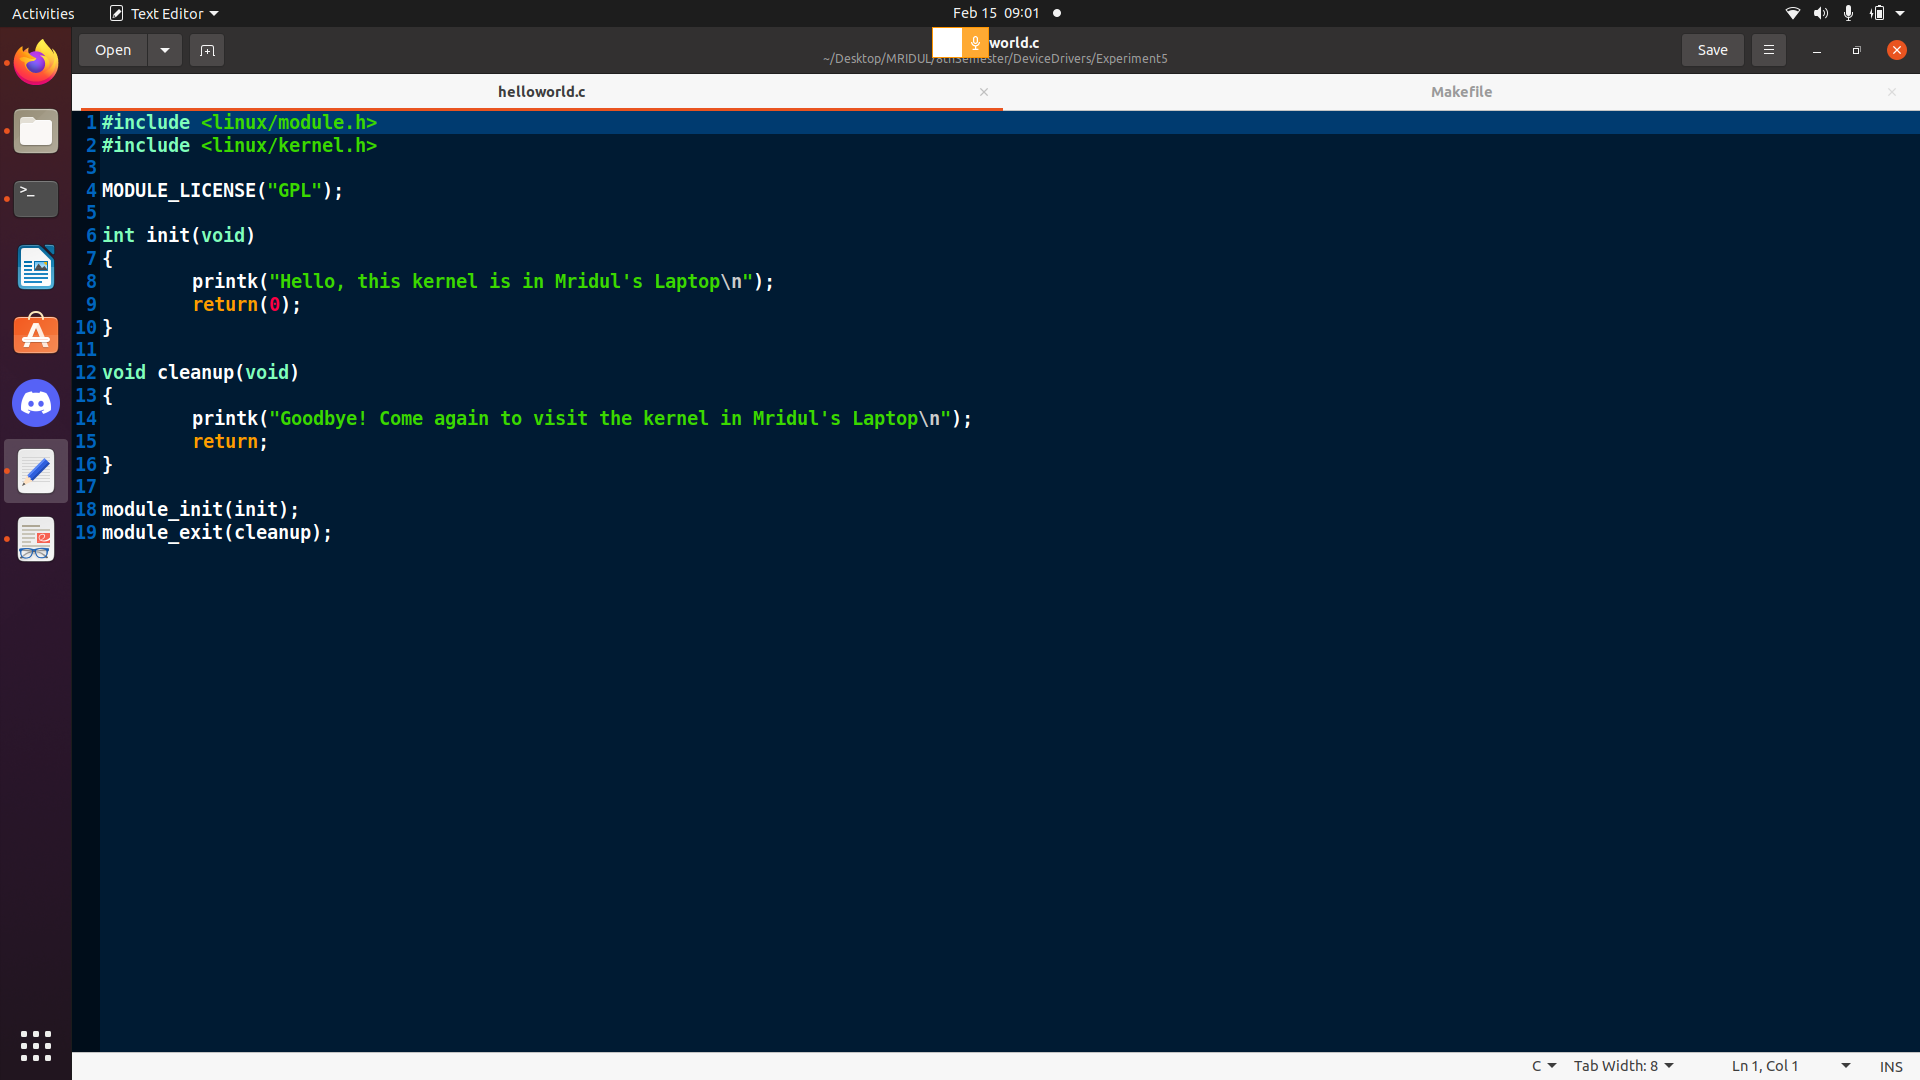 Activities Text Editor Feb 15 09:01
Open world.c Save
~/Desktop/MRIDUL/8thSemester/DeviceDrivers/Experiment5
helloworld.c Makefile
1 #include <linux/module.h>
2 #include <linux/kernel.h>
3
4 MODULE_LICENSE("GPL");
5
6 int init(void)
7 {
8 printk("Hello, this kernel is in Mridul's Laptop\n");
9 return(0);
10 }
11
12 void cleanup(void)
13 {
14 printk("Goodbye! Come again to visit the kernel in Mridul's Laptop\n");
15 return;
16 }
17
18 module_init(init);
19 module_exit(cleanup);
C Tab Width: 8 Ln 1, Col 1 INS